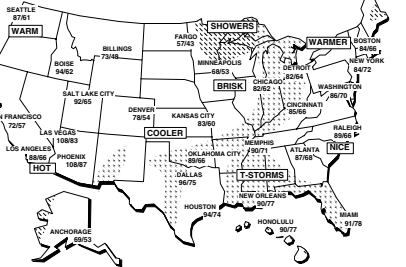 SEATTLE
87/61
WARM
BILLINGS
73/48
BOISE
94/62
SALT LAKE CITY
92/65
FARGO
57/43
SHOWERS
MINNEAPOLIS
68/53
BRISK
CHICAGO
82/62
DETROIT
82/64
WARMER
BOSTON
84/66
NEW YORK
84/72
WASHINGTON
86/70
CINCINNATI
85/66
RALEIGH
89/66
NICE
DENVER
78/54
KANSAS CITY
83/60
COOLER
N FRANCISCO
72/57
LAS VEGAS
108/83
LOS ANGELES
88/66
HOT
PHOENIX
108/87
OKLAHOMA CITY
89/66
MEMPHIS
90/71
ATLANTA
87/68
DALLAS
96/75
T-STORMS
NEW ORLEANS
90/77
HOUSTON
94/74
MIAMI
91/78
HONOLULU
90/77
ANCHORAGE
69/53